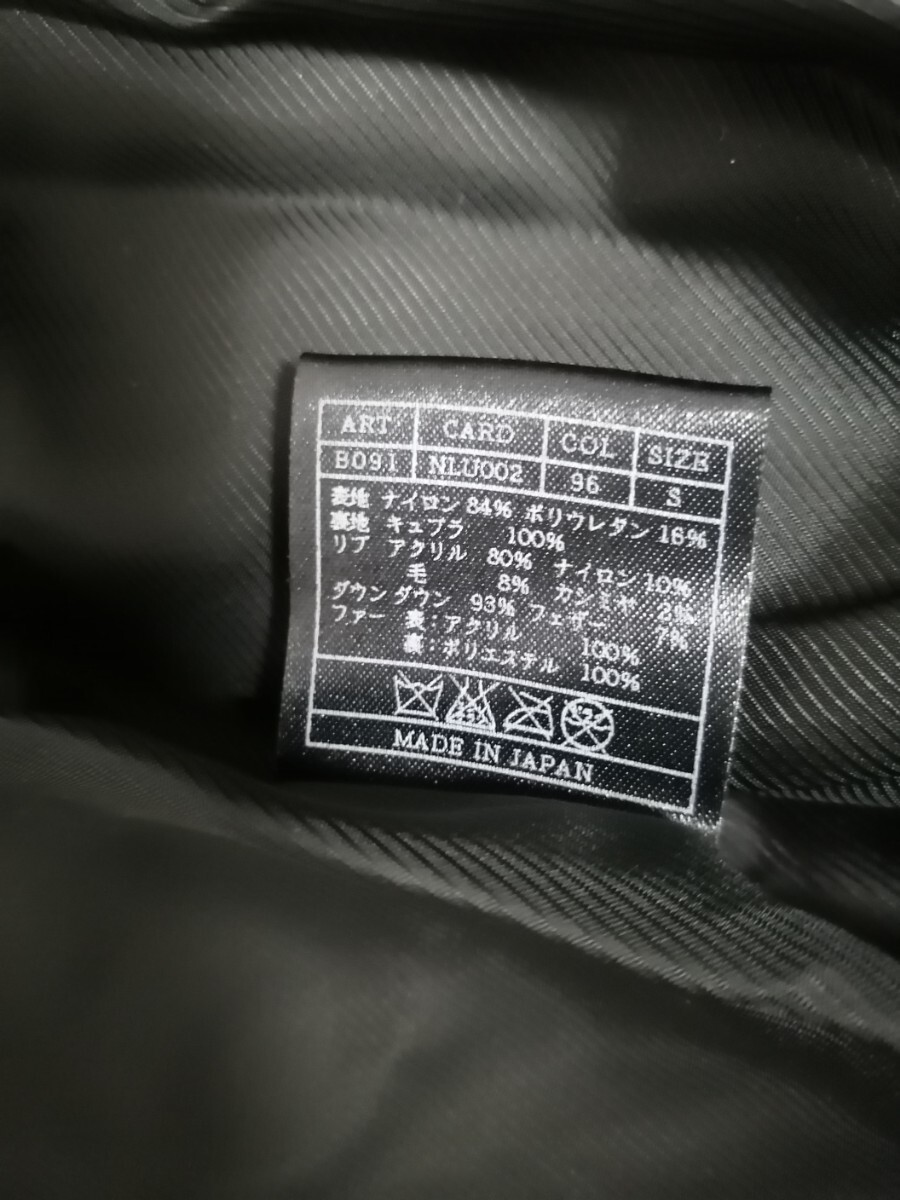 ART CARD COL SIZE
B091 NLU002 96 S
表地 ナイロン 84% ポリウレタン 16%
裏地 キュプラ 100%
リブ アクリル 80% ナイロン 10%
毛 8% カシミヤ 2%
ダウン ダウン 93% フェザー 7%
ファー 表:アクリル 100%
裏:ポリエステル 100%
MADE IN JAPAN